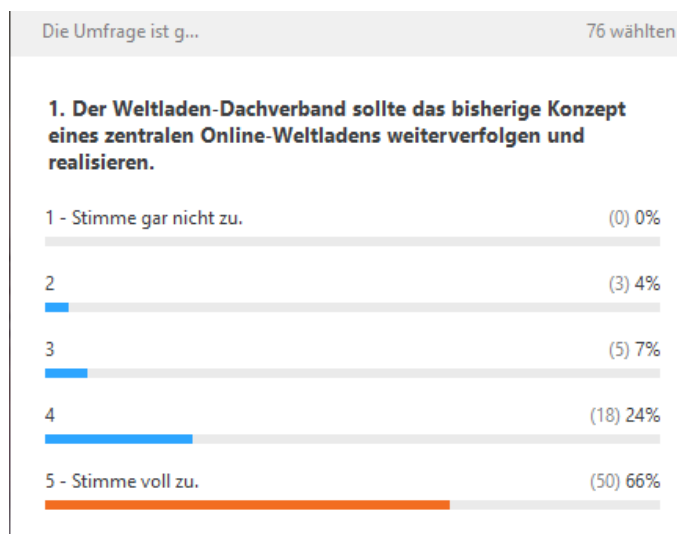 Die Umfrage ist g... 76 wählten
1. Der Weltladen-Dachverband sollte das bisherige Konzept
eines zentralen Online-Weltladens weiterverfolgen und
realisieren.
1 - Stimme gar nicht zu. (0) 0%
2 (3) 4%
3 (5) 7%
4 (18) 24%
5 - Stimme voll zu. (50) 66%